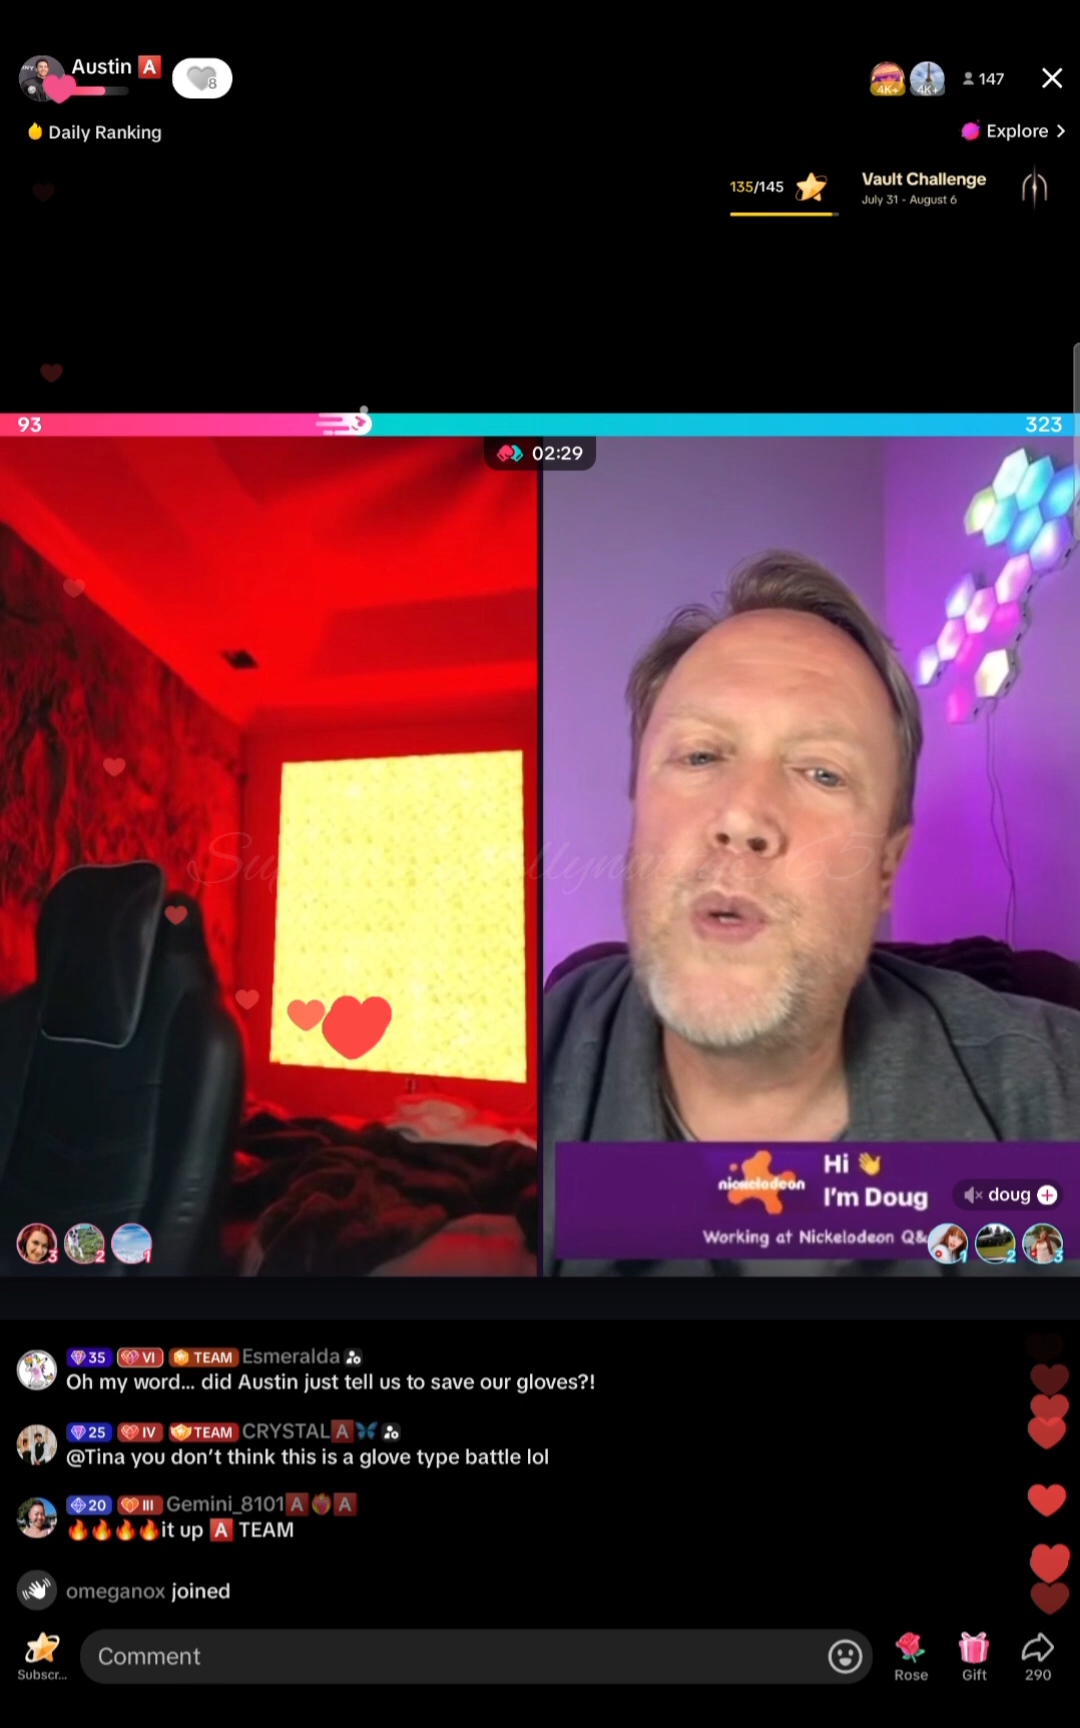 Austin 🅰
8
4K+
4K+
147
Daily Ranking
Explore >
135/145
Vault Challenge
July 31 - August 6
93
323
02:29
nickelodeon
Hi 👋
I'm Doug
doug
Working at Nickelodeon Q&
3
2
1
1
2
3
35 VI TEAM Esmeralda
Oh my word... did Austin just tell us to save our gloves?!
25 IV TEAM CRYSTAL🅰🦋
@Tina you don't think this is a glove type battle lol
20 III Gemini_8101🅰❤️‍🔥🅰
🔥🔥🔥🔥it up 🅰 TEAM
omeganox joined
Subscr...
Comment
Rose
Gift
290